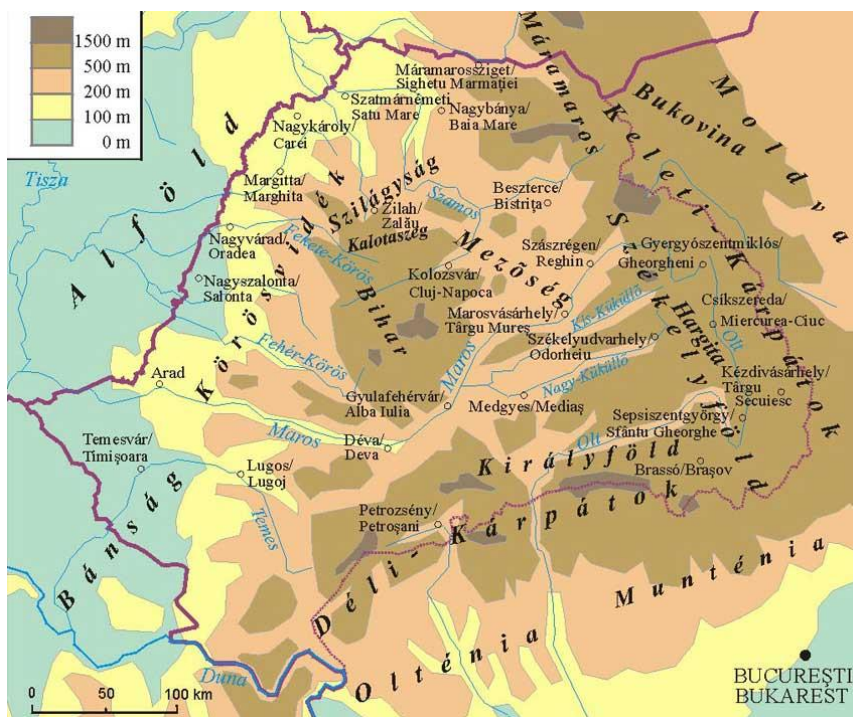 1500 m
500 m
200 m
100 m
0 m
Máramarossziget/
Sighetu Marmației
Szatmárnémeti
Satu Mare
Nagybánya/
Baia Mare
Nagykároly/
Carei
Máramaros
Keleti-Kárpátok
Bukovina
Moldva
Tisza
Alföld
Margitta/
Marghita
Szilágyság
Zilah/
Zalău
Szamos
Beszterce/
Bistrița
Nagyvárad/
Oradea
Fekete-Körös
Kalotaszeg
Mezőség
Szászrégen/
Reghin
Gyergyószentmiklós/
Gheorgheni
Székelyföld
Nagyszalonta/
Salonta
Kolozsvár/
Cluj-Napoca
Körösvidék
Bihar
Marosvásárhely/
Târgu Mureș
Kis-Küküllő
Hargita
Csíkszereda/
Miercurea-Ciuc
Olt
Székelyudvarhely/
Odorheiu
Fehér-Körös
Maros
Nagy-Küküllő
Kézdivásárhely/
Târgu
Secuiesc
Arad
Gyulafehérvár/
Alba Iulia
Medgyes/Mediaș
Sepsiszentgyörgy/
Sfântu Gheorghe
Maros
Déva/
Deva
Olt
Temesvár/
Timișoara
Lugos/
Lugoj
Királyföld
Brassó/Brașov
Bánság
Temes
Petrozsény/
Petroșani
Déli-Kárpátok
Munténia
Olténia
Duna
0 50 100 km
BUCUREȘTI
BUKAREST